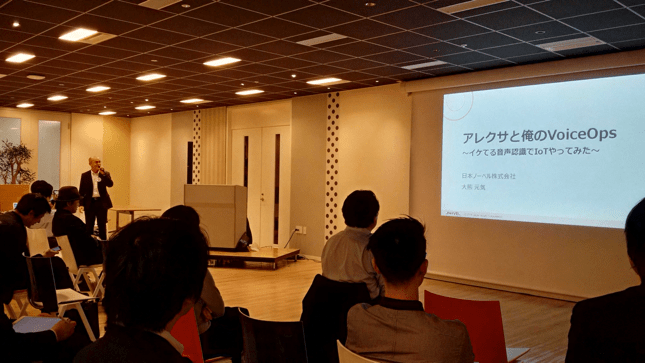 アレクサと俺のVoiceOps
～イケてる音声認識でIoTやってみた～
日本ノーベル株式会社